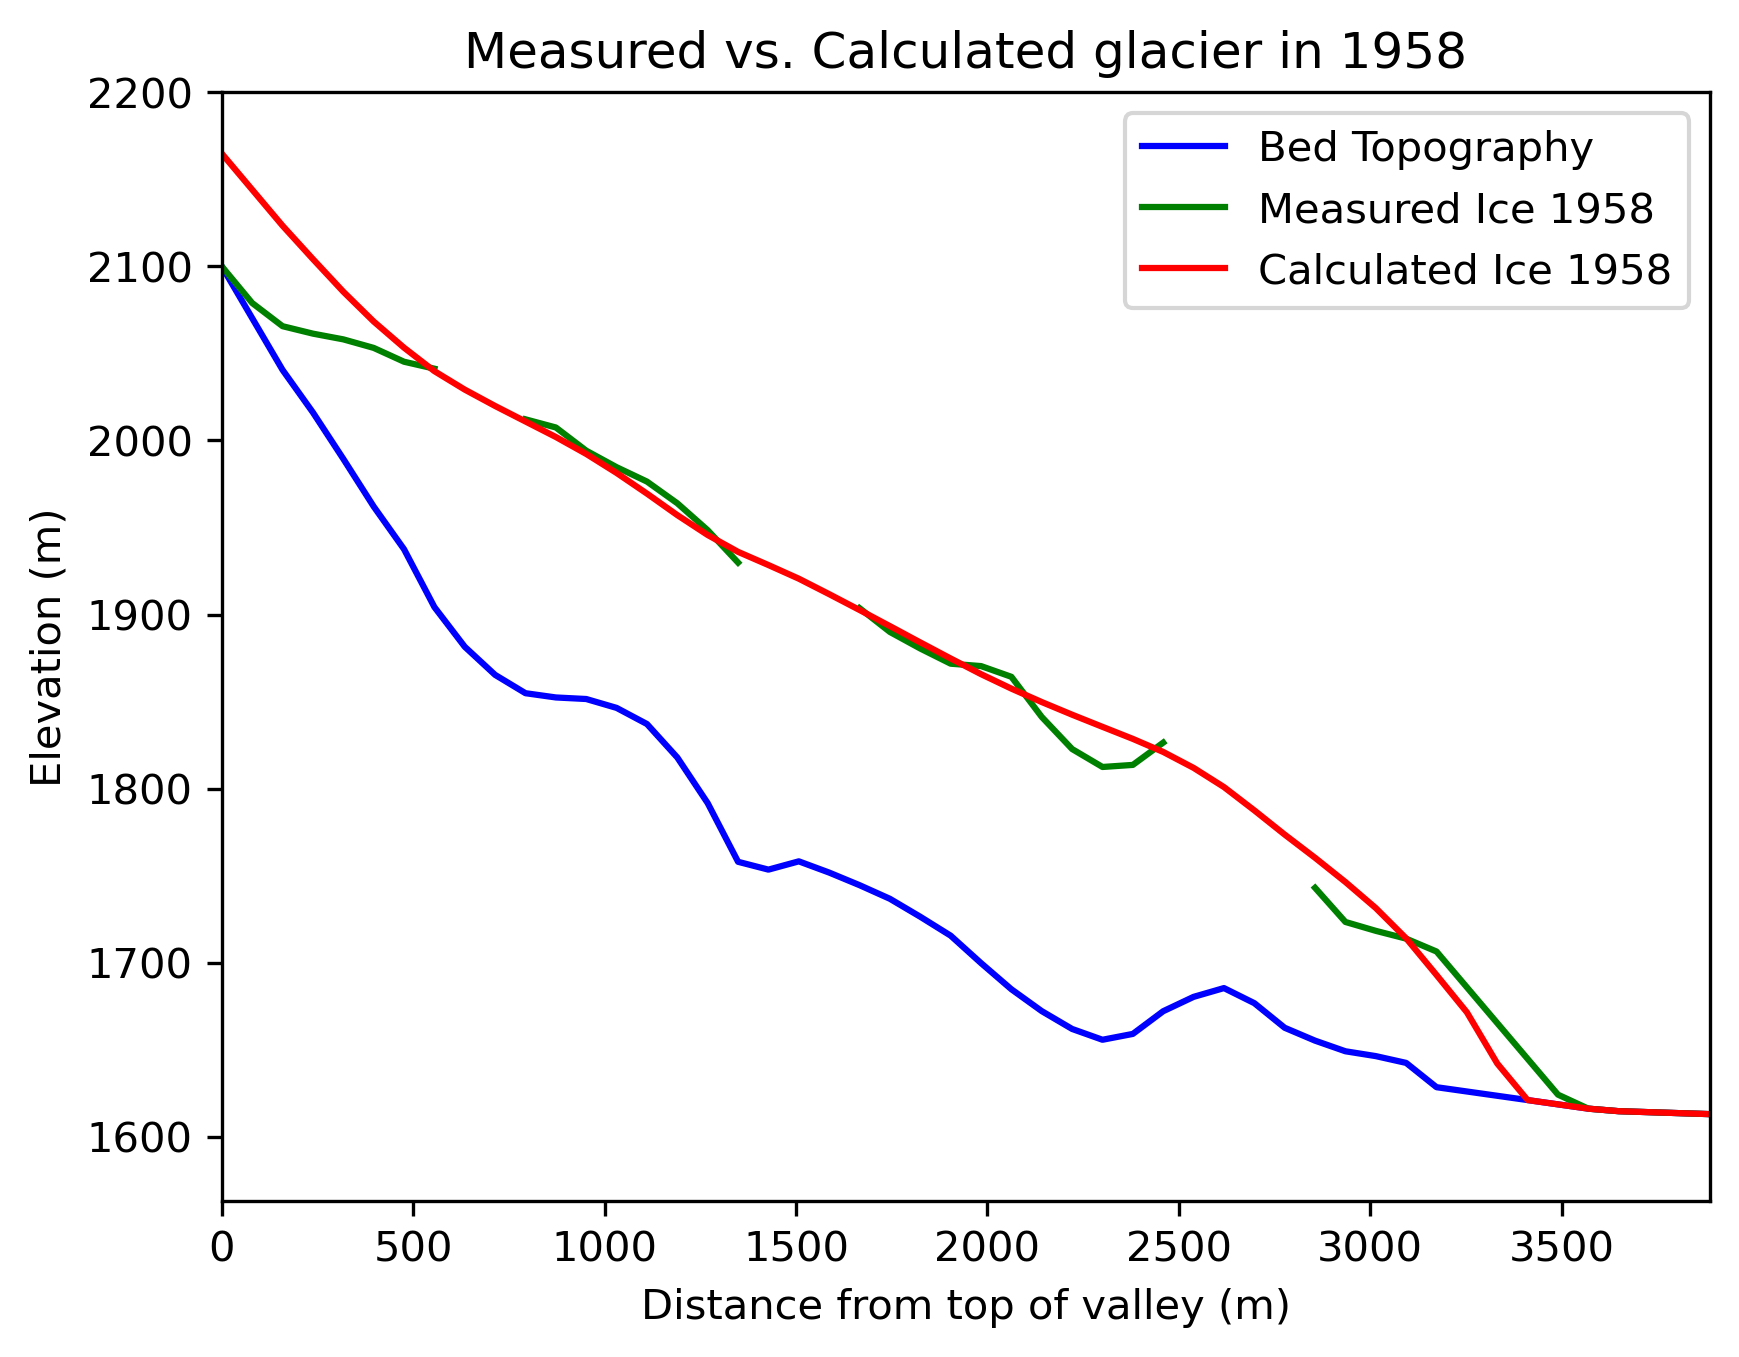 Measured vs. Calculated glacier in 1958
2200
2100
2000
1900
1800
1700
1600
Elevation (m)
Bed Topography
Measured Ice 1958
Calculated Ice 1958
0 500 1000 1500 2000 2500 3000 3500
Distance from top of valley (m)